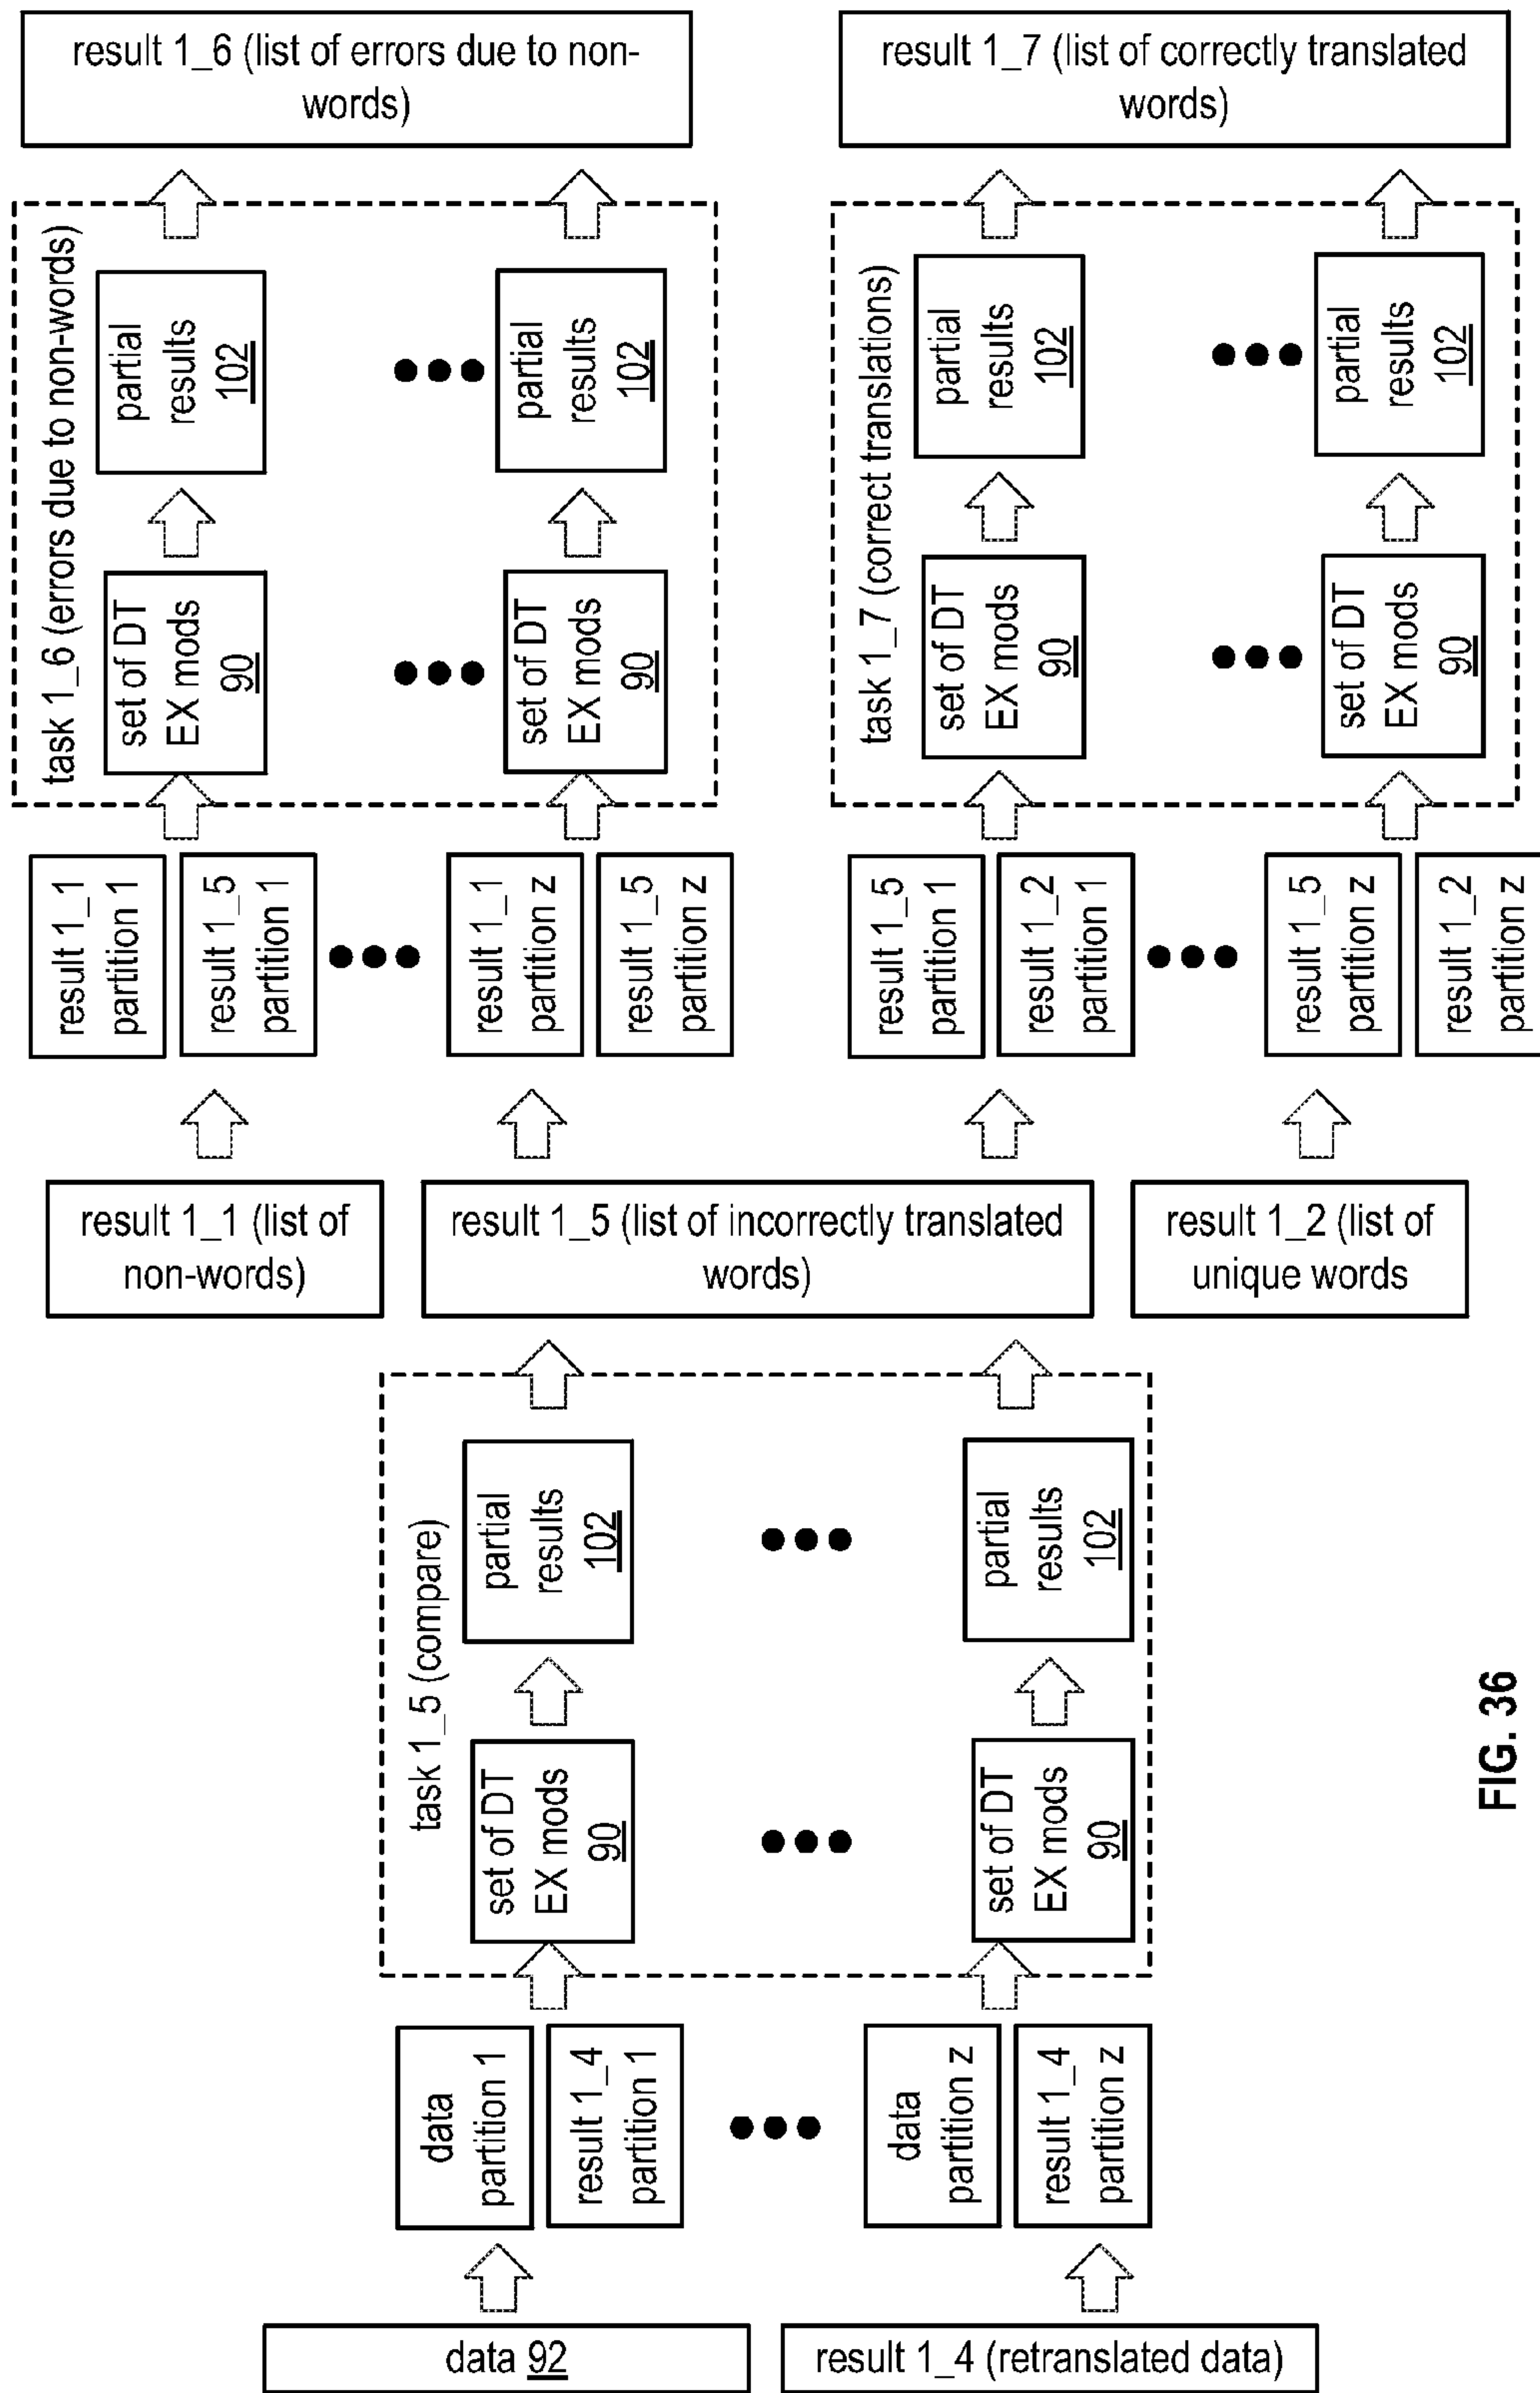 data 92
result 1_4 (retranslated data)
data
partition 1
result 1_4
partition 1
data
partition z
result 1_4
partition z
task 1_5 (compare)
set of DT
EX mods
90
partial
results
102
set of DT
EX mods
90
partial
results
102
result 1_1 (list of
non-words)
result 1_5 (list of incorrectly translated
words)
result 1_2 (list of
unique words
result 1_1
partition 1
result 1_5
partition 1
result 1_1
partition z
result 1_5
partition z
result 1_5
partition 1
result 1_2
partition 1
result 1_5
partition z
result 1_2
partition z
task 1_6 (errors due to non-words)
set of DT
EX mods
90
partial
results
102
set of DT
EX mods
90
partial
results
102
task 1_7 (correct translations)
set of DT
EX mods
90
partial
results
102
set of DT
EX mods
90
partial
results
102
result 1_6 (list of errors due to non-
words)
result 1_7 (list of correctly translated
words)
FIG. 36